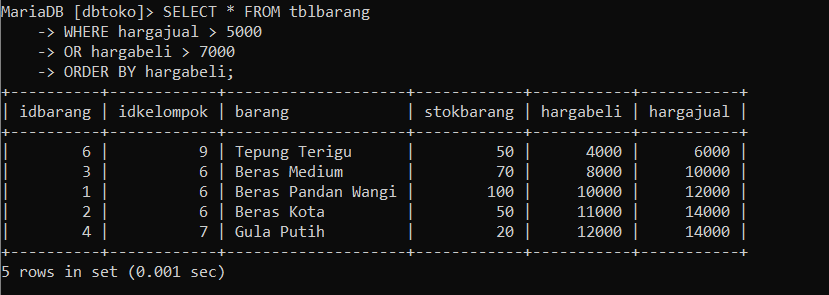 MariaDB [dbtoko]> SELECT * FROM tblbarang
    -> WHERE hargajual > 5000
    -> OR hargabeli > 7000
    -> ORDER BY hargabeli;
+----------+------------+--------------------+------------+-----------+-----------+
| idbarang | idkelompok | barang             | stokbarang | hargabeli | hargajual |
+----------+------------+--------------------+------------+-----------+-----------+
|        6 |          9 | Tepung Terigu      |         50 |      4000 |      6000 |
|        3 |          6 | Beras Medium       |         70 |      8000 |     10000 |
|        1 |          6 | Beras Pandan Wangi |        100 |     10000 |     12000 |
|        2 |          6 | Beras Kota         |         50 |     11000 |     14000 |
|        4 |          7 | Gula Putih         |         20 |     12000 |     14000 |
+----------+------------+--------------------+------------+-----------+-----------+
5 rows in set (0.001 sec)